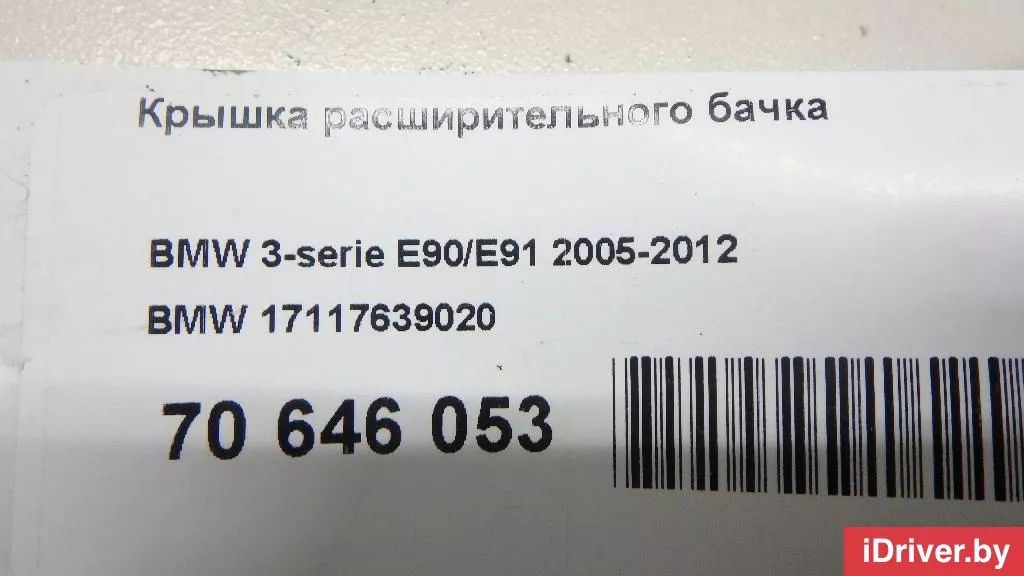 Крышка расширительного бачка
BMW 3-serie E90/E91 2005-2012
BMW 17117639020
70 646 053
iDriver.by